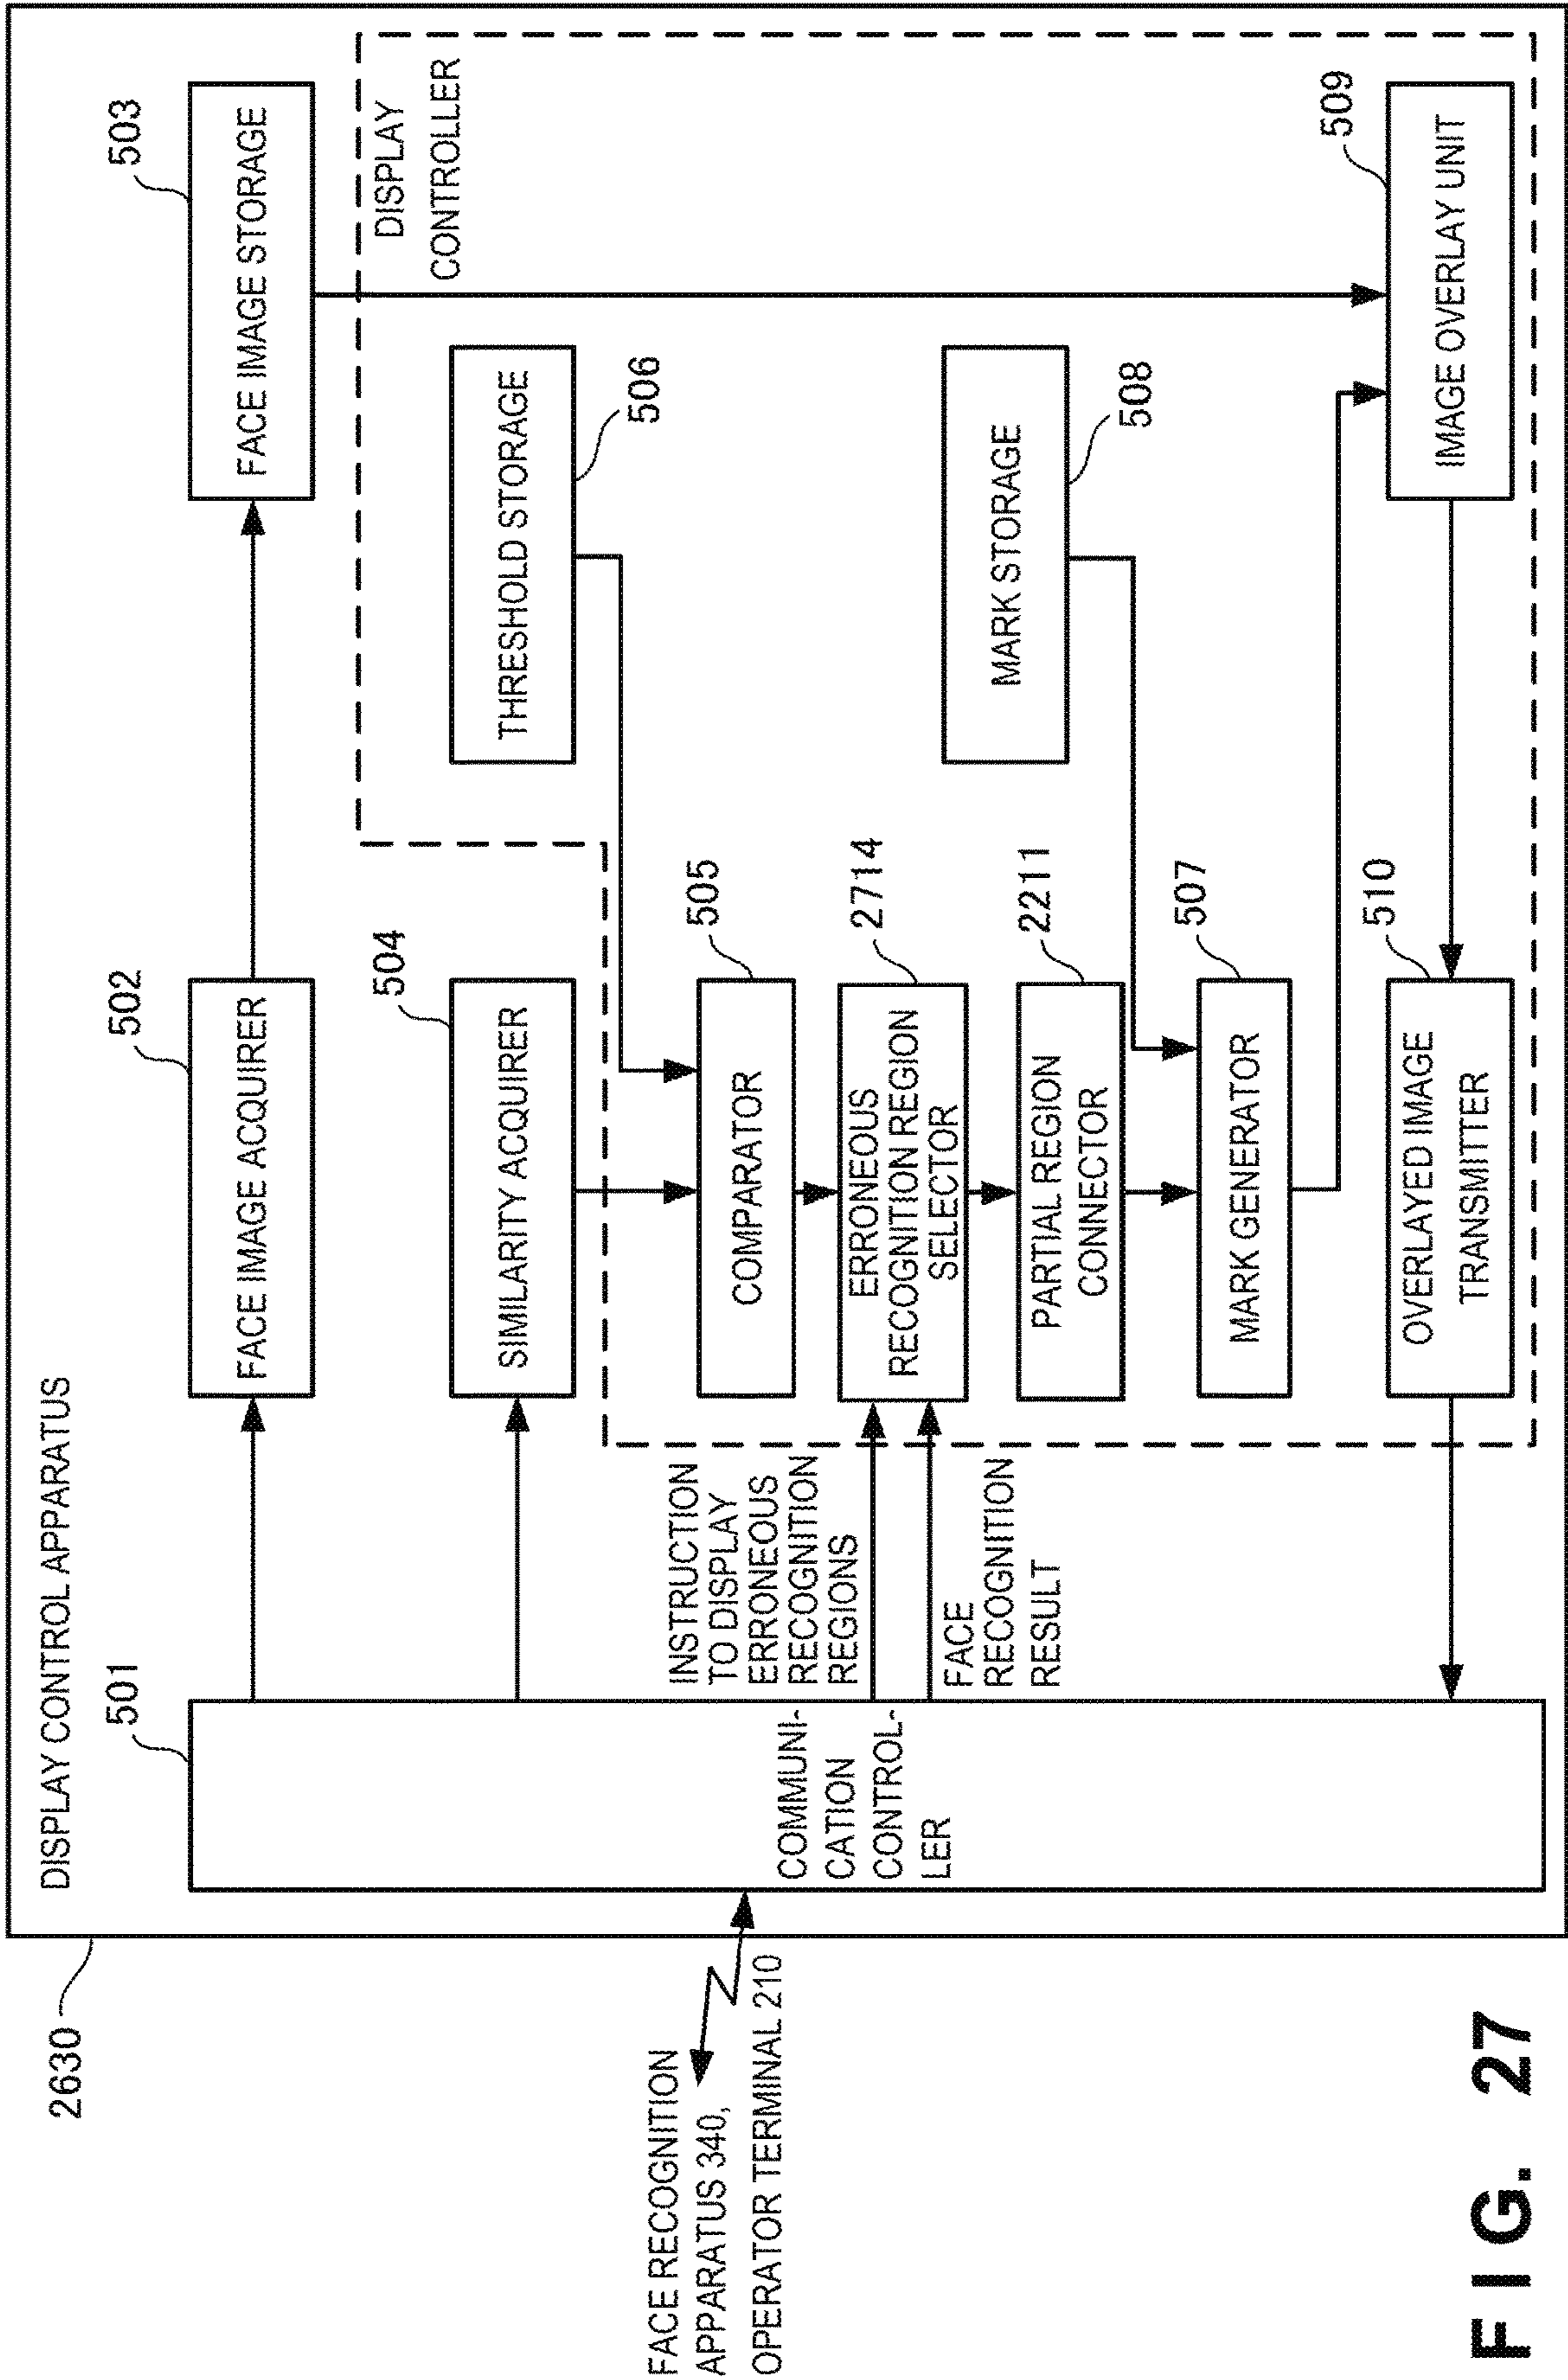 2630
DISPLAY CONTROL APPARATUS
501
COMMUNI-
CATION
CONTROL-
LER
FACE RECOGNITION
APPARATUS 340,
OPERATOR TERMINAL 210
502
FACE IMAGE ACQUIRER
503
FACE IMAGE STORAGE
504
SIMILARITY ACQUIRER
DISPLAY
CONTROLLER
THRESHOLD STORAGE
506
505
COMPARATOR
INSTRUCTION
TO DISPLAY
ERRONEOUS
RECOGNITION
REGIONS
FACE
RECOGNITION
RESULT
2714
ERRONEOUS
RECOGNITION REGION
SELECTOR
2211
PARTIAL REGION
CONNECTOR
MARK STORAGE
508
507
MARK GENERATOR
510
OVERLAYED IMAGE
TRANSMITTER
509
IMAGE OVERLAY UNIT
FIG. 27